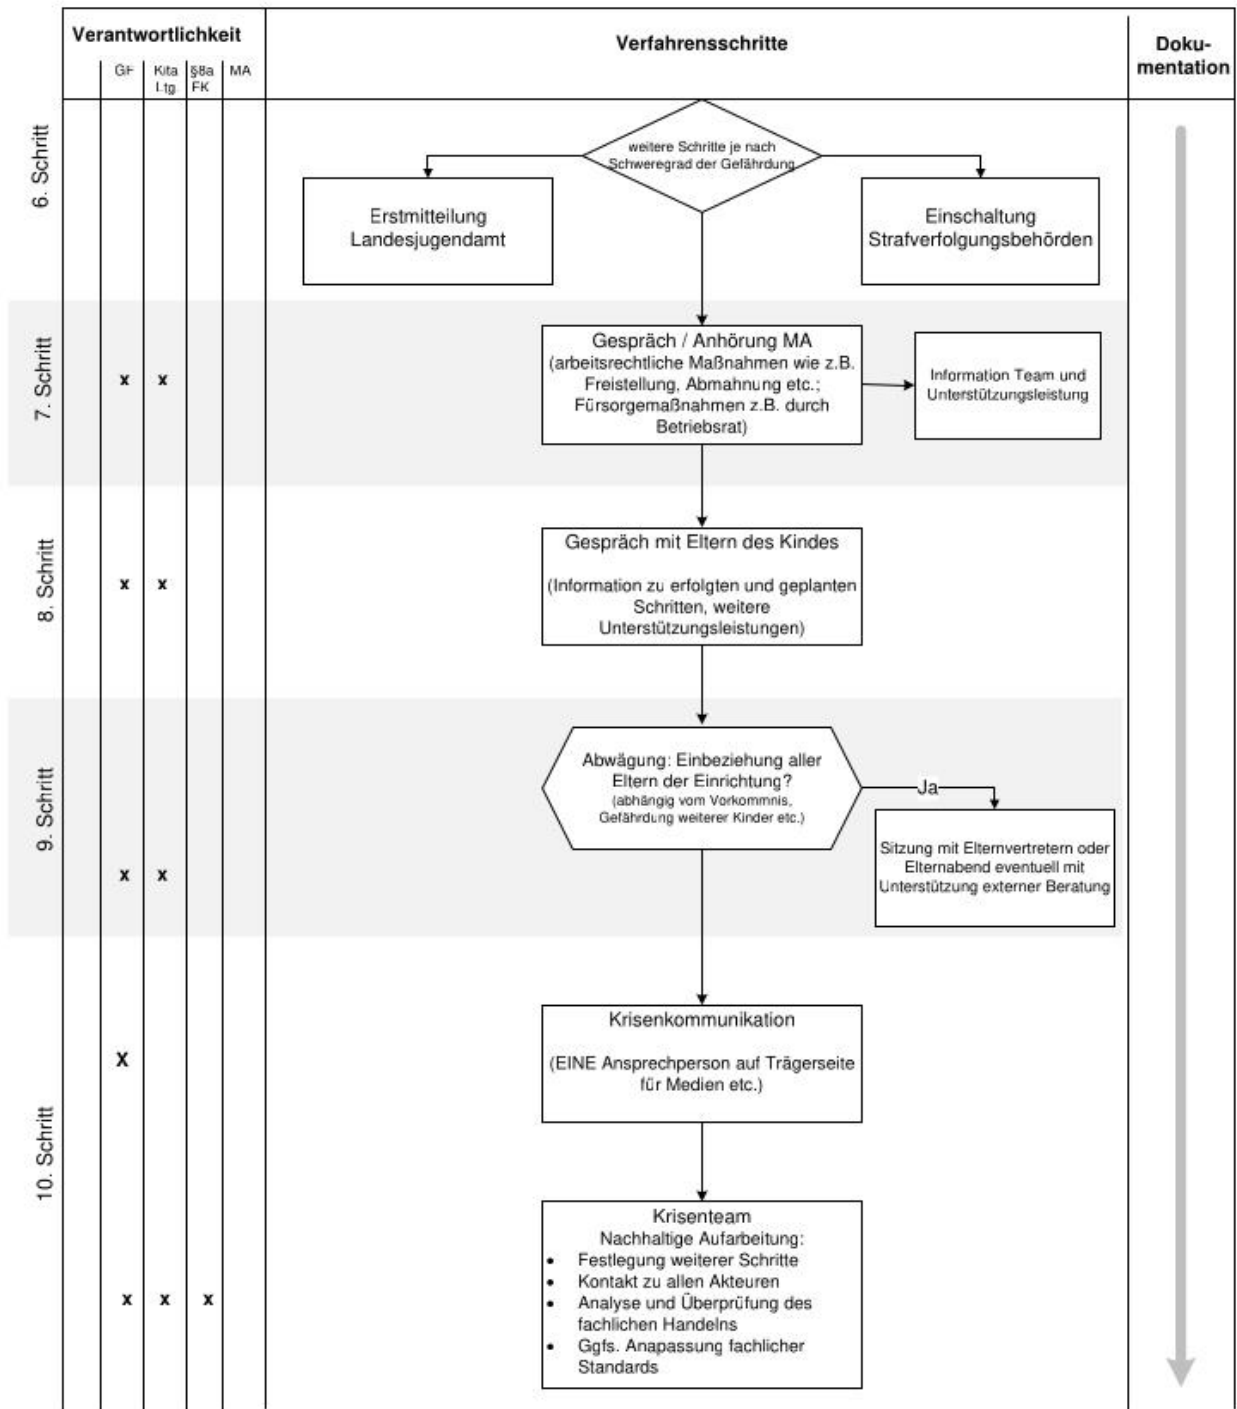 Verantwortlichkeit
GF
Kita
Ltg.
§8a
FK
MA
Verfahrensschritte
Doku-
mentation
6. Schritt
weitere Schritte je nach
Schweregrad der Gefährdung
Erstmitteilung
Landesjugendamt
Einschaltung
Strafverfolgungsbehörden
7. Schritt
x
x
Gespräch / Anhörung MA
(arbeitsrechtliche Maßnahmen wie z.B.
Freistellung, Abmahnung etc.;
Fürsorgemaßnahmen z.B. durch
Betriebsrat)
Information Team und
Unterstützungsleistung
8. Schritt
x
x
Gespräch mit Eltern des Kindes
(Information zu erfolgten und geplanten
Schritten, weitere
Unterstützungsleistungen)
9. Schritt
x
x
Abwägung: Einbeziehung aller
Eltern der Einrichtung?
(abhängig vom Vorkommnis,
Gefährdung weiterer Kinder etc.)
Ja
Sitzung mit Elternvertretern oder
Elternabend eventuell mit
Unterstützung externer Beratung
10. Schritt
X
Krisenkommunikation
(EINE Ansprechperson auf Trägerseite
für Medien etc.)
x
x
x
Krisenteam
Nachhaltige Aufarbeitung:
• Festlegung weiterer Schritte
• Kontakt zu allen Akteuren
• Analyse und Überprüfung des
fachlichen Handelns
• Ggfs. Anapassung fachlicher
Standards